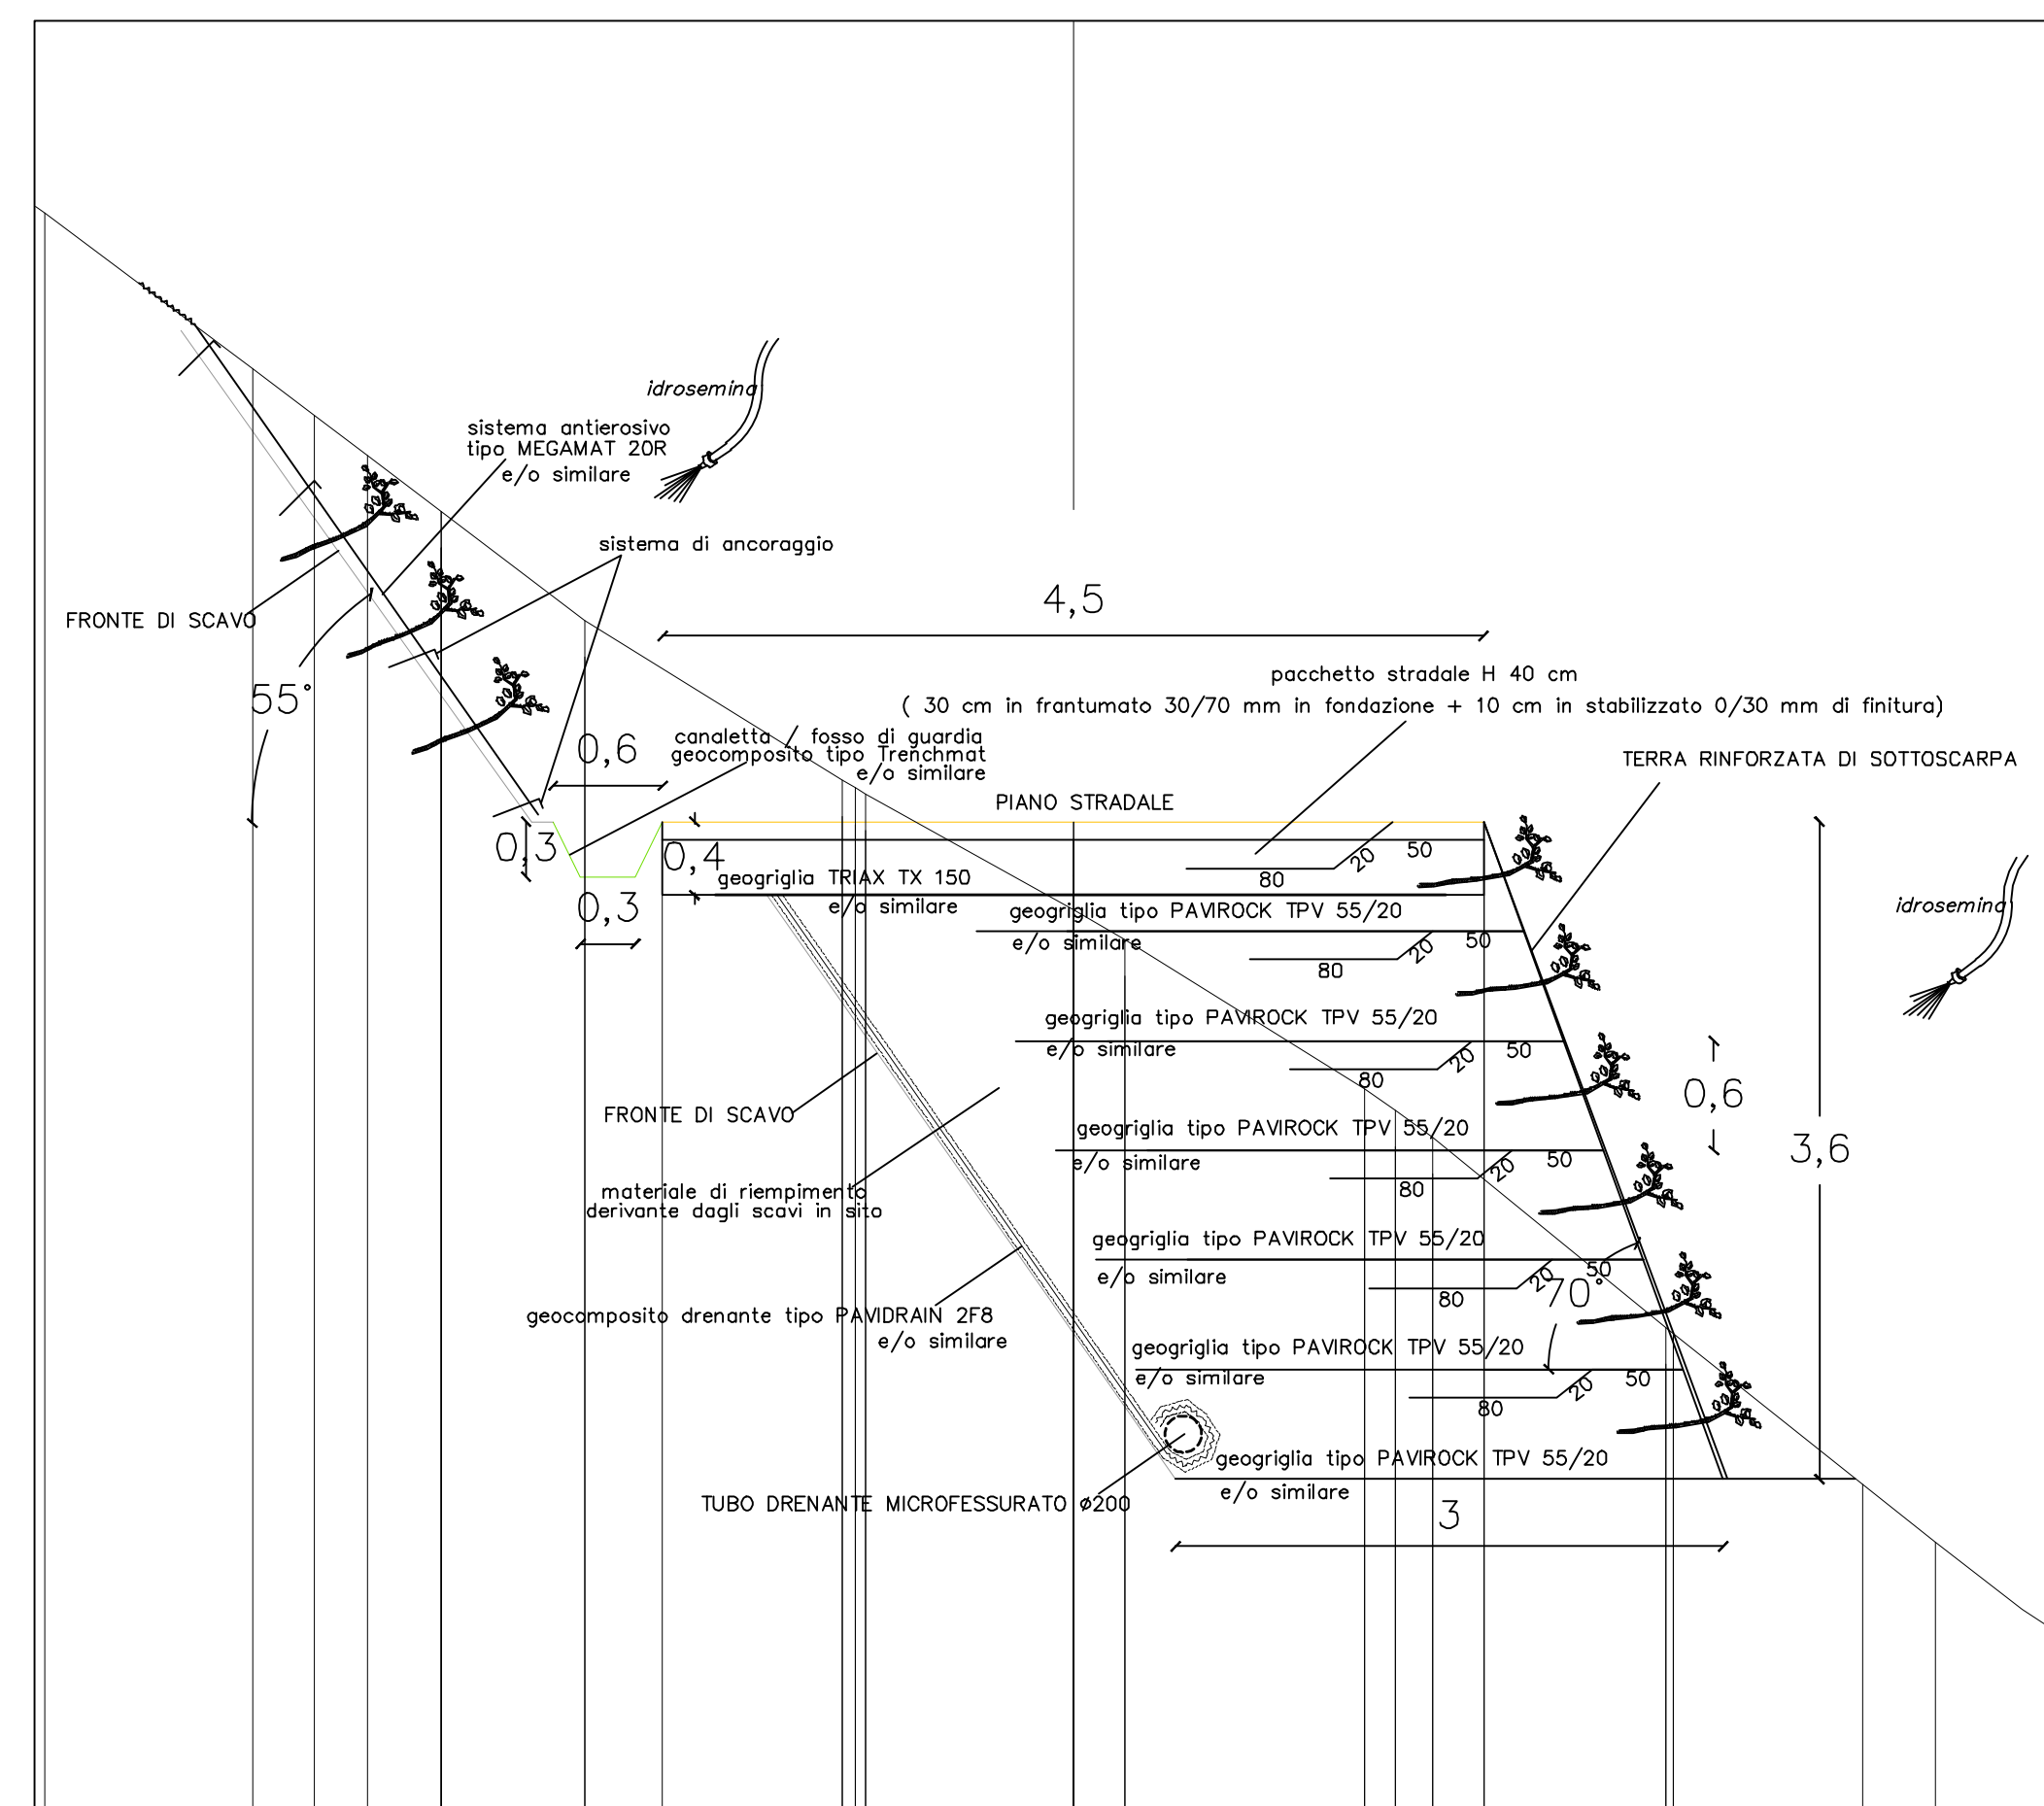 idrosemina
sistema antierosivo
tipo MEGAMAT 20R
e/o similare
sistema di ancoraggio
FRONTE DI SCAVO
4,5
pacchetto stradale H 40 cm
( 30 cm in frantumato 30/70 mm in fondazione + 10 cm in stabilizzato 0/30 mm di finitura)
55°
0,6
canaletta / fosso di guardia
geocomposito tipo Trenchmat
e/o similare
TERRA RINFORZATA DI SOTTOSCARPA
PIANO STRADALE
0,3
0,4
0,3
geogriglia TRIAX TX 150
e/o similare
80
20
50
idrosemina
geogriglia tipo PAVIROCK TPV 55/20
e/o similare
80
20
50
geogriglia tipo PAVIROCK TPV 55/20
e/o similare
80
20
50
0,6
3,6
FRONTE DI SCAVO
geogriglia tipo PAVIROCK TPV 55/20
e/o similare
80
20
50
materiale di riempimento
derivante dagli scavi in sito
geogriglia tipo PAVIROCK TPV 55/20
e/o similare
80
20
50
70°
geocomposito drenante tipo PAVIDRAIN 2F8
e/o similare
geogriglia tipo PAVIROCK TPV 55/20
e/o similare
80
20
50
geogriglia tipo PAVIROCK TPV 55/20
e/o similare
TUBO DRENANTE MICROFESSURATO ø200
3